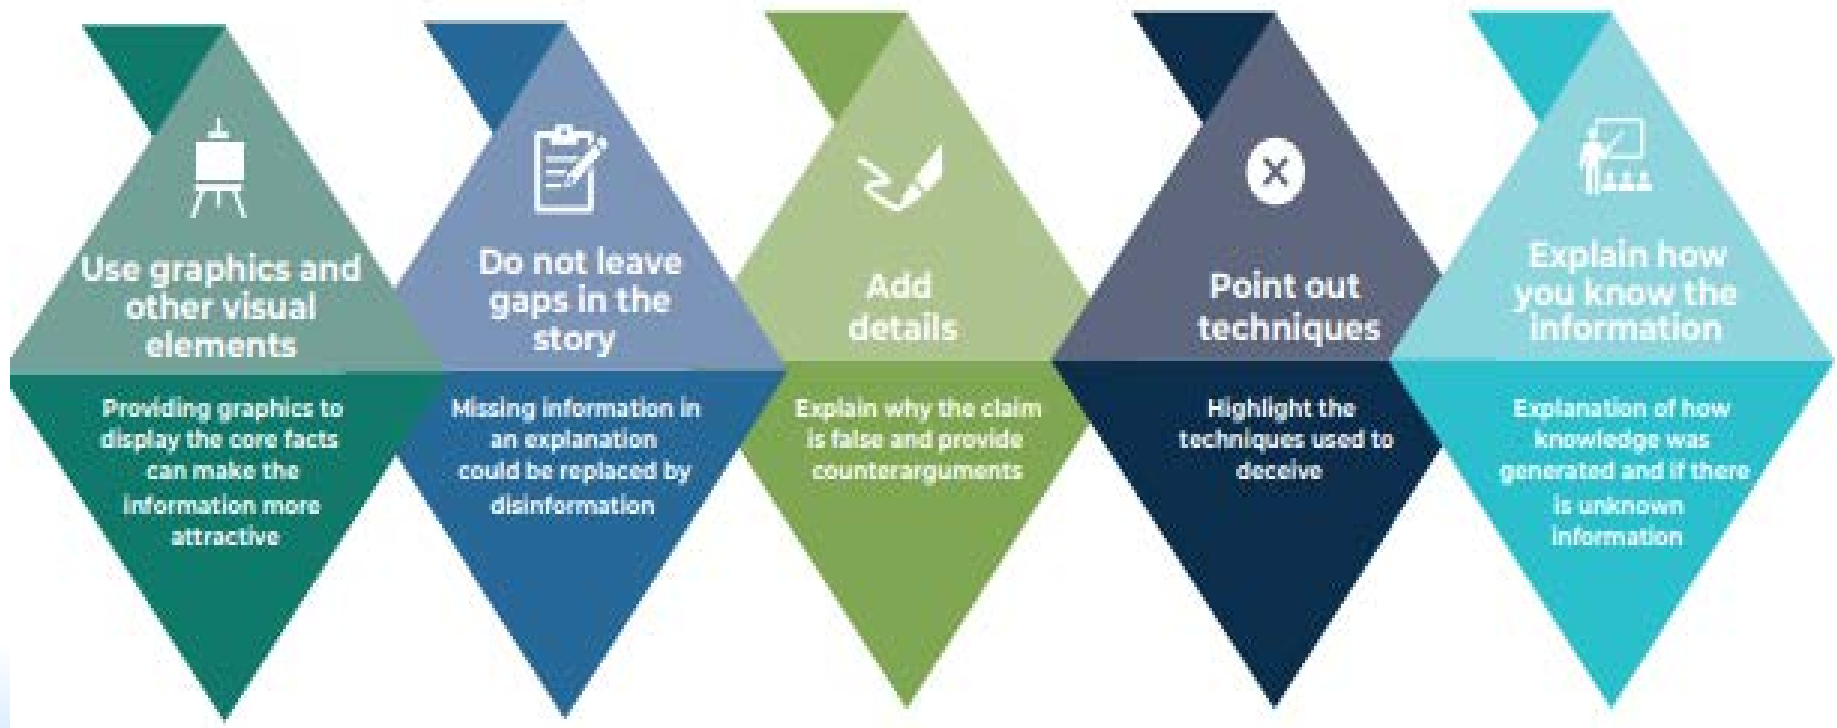 Use graphics and
other visual
elements
Providing graphics to
display the core facts
can make the
information more
attractive
Do not leave
gaps in the
story
Missing information in
an explanation
could be replaced by
disinformation
Add
details
Explain why the claim
is false and provide
counterarguments
Point out
techniques
Highlight the
techniques used to
deceive
Explain how
you know the
information
Explanation of how
knowledge was
generated and if there
is unknown
information